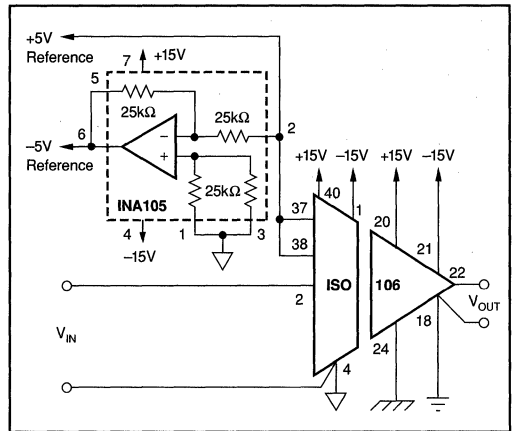 +5V
Reference
7
+15V
5
25kΩ
25kΩ
6
2
–5V
Reference
−
+
25kΩ
INA105
4
1
3
–15V
+15V
–15V
+15V
–15V
40
37
1
20
38
21
2
ISO
106
22
V_OUT
V_IN
18
24
4